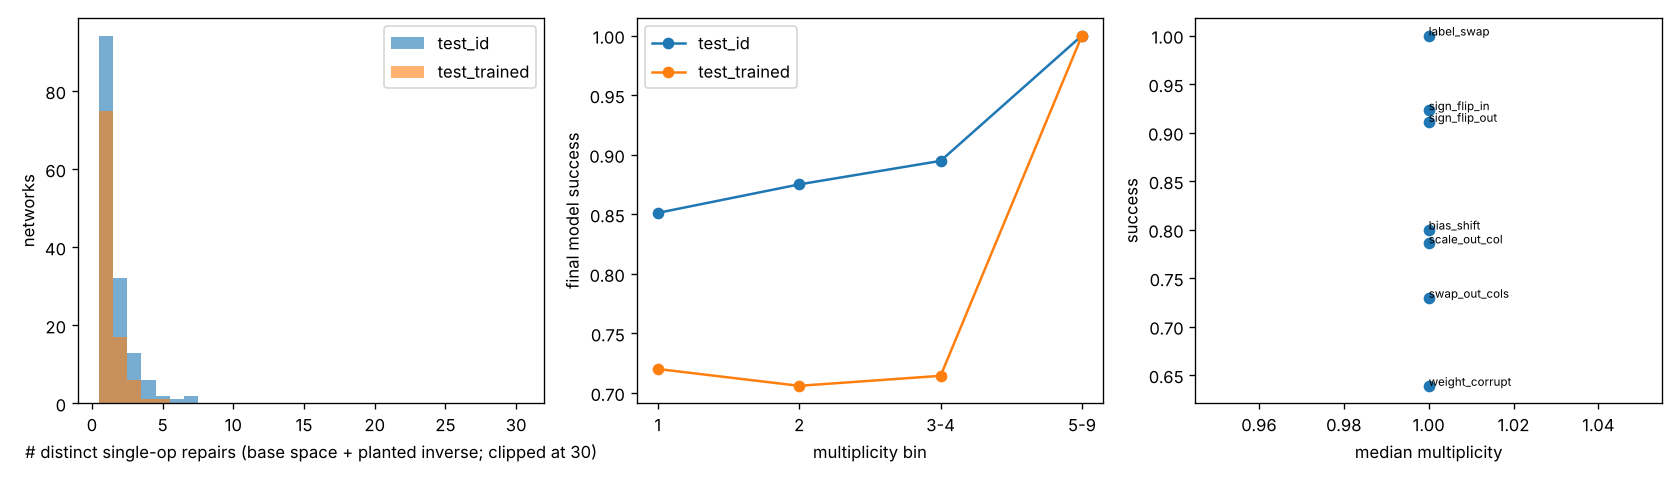 test_id
test_trained
80
60
40
20
0
networks
0 5 10 15 20 25 30
# distinct single-op repairs (base space + planted inverse; clipped at 30)
test_id
test_trained
1.00
0.95
0.90
0.85
0.80
0.75
0.70
final model success
1 2 3-4 5-9
multiplicity bin
1.00
0.95
0.90
0.85
0.80
0.75
0.70
0.65
success
label_swap
sign_flip_in
sign_flip_out
bias_shift
scale_out_col
swap_out_cols
weight_corrupt
0.96 0.98 1.00 1.02 1.04
median multiplicity